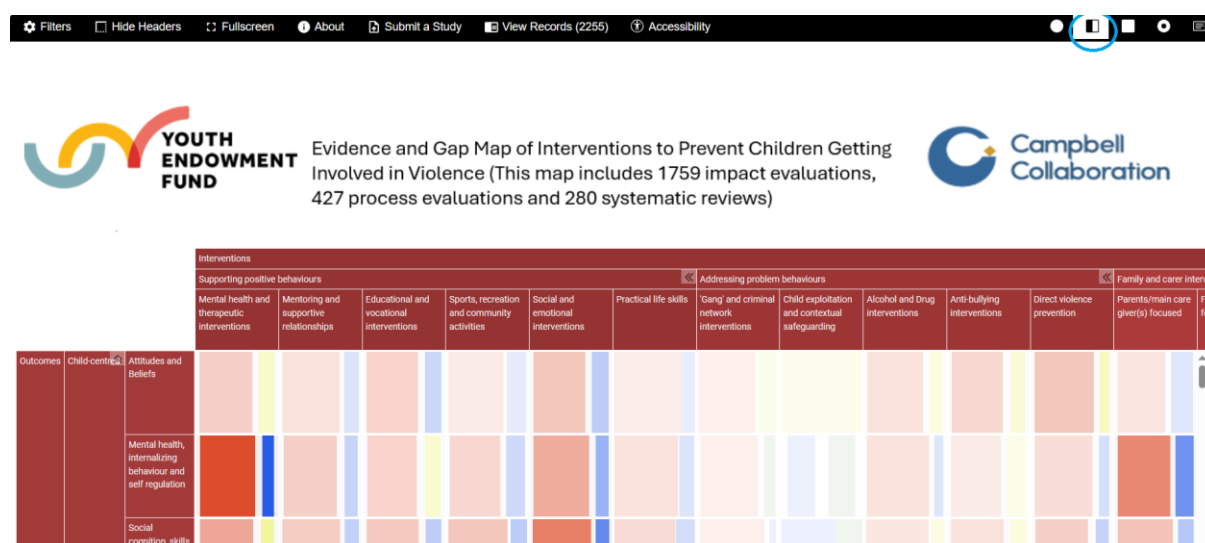 Filters Hide Headers Fullscreen About Submit a Study View Records (2255) Accessibility
YOUTH
ENDOWMENT
FUND
Evidence and Gap Map of Interventions to Prevent Children Getting
Involved in Violence (This map includes 1759 impact evaluations,
427 process evaluations and 280 systematic reviews)
Campbell
Collaboration
Interventions
Supporting positive behaviours
Addressing problem behaviours
Family and carer
Mental health and
therapeutic
interventions
Mentoring and
supportive
relationships
Educational and
vocational
interventions
Sports, recreation
and community
activities
Social and
emotional
interventions
Practical life skills
'Gang' and criminal
network
interventions
Child exploitation
and contextual
safeguarding
Alcohol and Drug
interventions
Anti-bullying
interventions
Direct violence
prevention
Parents/main care
giver(s) focused
Outcomes
Child-centred
Attitudes and
Beliefs
Mental health,
internalizing
behaviour and
self regulation
Social
cognition, skills